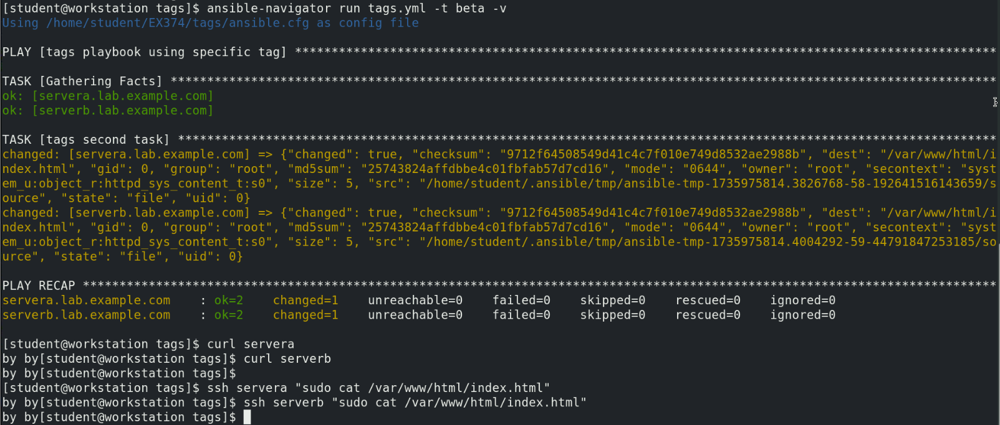 [student@workstation tags]$ ansible-navigator run tags.yml -t beta -v
Using /home/student/EX374/tags/ansible.cfg as config file
PLAY [tags playbook using specific tag] ************************************************************************************************
TASK [Gathering Facts] *****************************************************************************************************************
ok: [servera.lab.example.com]
ok: [serverb.lab.example.com]
TASK [tags second task] ****************************************************************************************************************
changed: [servera.lab.example.com] => {"changed": true, "checksum": "9712f64508549d41c4c7f010e749d8532ae2988b", "dest": "/var/www/html/i
ndex.html", "gid": 0, "group": "root", "md5sum": "25743824affdbbe4c01fbfab57d7cd16", "mode": "0644", "owner": "root", "secontext": "syst
em_u:object_r:httpd_sys_content_t:s0", "size": 5, "src": "/home/student/.ansible/tmp/ansible-tmp-1735975814.3826768-58-192641516143659/s
ource", "state": "file", "uid": 0}
changed: [serverb.lab.example.com] => {"changed": true, "checksum": "9712f64508549d41c4c7f010e749d8532ae2988b", "dest": "/var/www/html/i
ndex.html", "gid": 0, "group": "root", "md5sum": "25743824affdbbe4c01fbfab57d7cd16", "mode": "0644", "owner": "root", "secontext": "syst
em_u:object_r:httpd_sys_content_t:s0", "size": 5, "src": "/home/student/.ansible/tmp/ansible-tmp-1735975814.4004292-59-44791847253185/so
urce", "state": "file", "uid": 0}
PLAY RECAP *****************************************************************************************************************************
servera.lab.example.com    : ok=2    changed=1    unreachable=0    failed=0    skipped=0    rescued=0    ignored=0
serverb.lab.example.com    : ok=2    changed=1    unreachable=0    failed=0    skipped=0    rescued=0    ignored=0
[student@workstation tags]$ curl servera
by by[student@workstation tags]$ curl serverb
by by[student@workstation tags]$
[student@workstation tags]$ ssh servera "sudo cat /var/www/html/index.html"
by by[student@workstation tags]$ ssh serverb "sudo cat /var/www/html/index.html"
by by[student@workstation tags]$